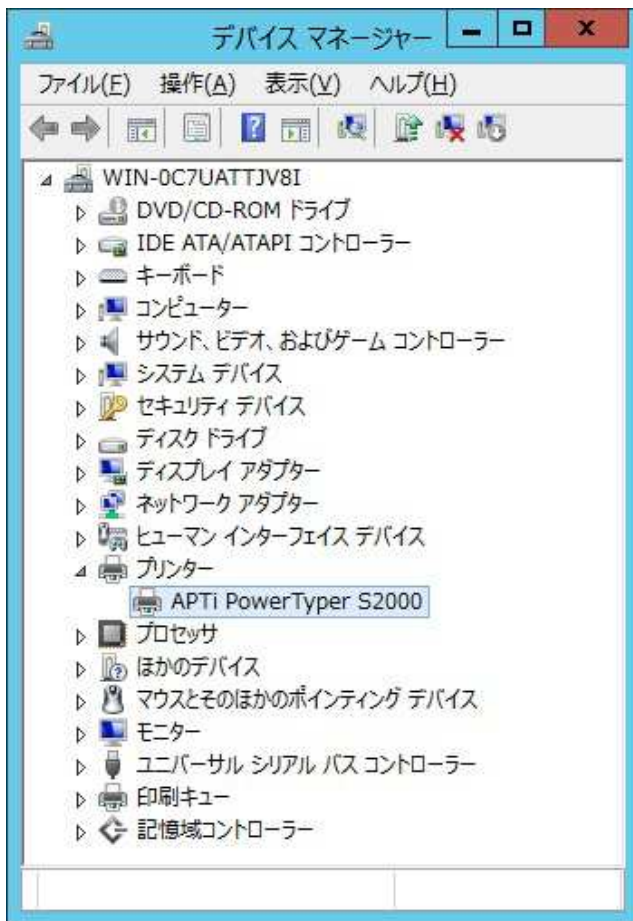 デバイス マネージャー
ファイル(F) 操作(A) 表示(V) ヘルプ(H)
WIN-0C7UATTJV8I
DVD/CD-ROM ドライブ
IDE ATA/ATAPI コントローラー
キーボード
コンピューター
サウンド、ビデオ、およびゲーム コントローラー
システム デバイス
セキュリティ デバイス
ディスク ドライブ
ディスプレイ アダプター
ネットワーク アダプター
ヒューマン インターフェイス デバイス
プリンター
APTi PowerTyper S2000
プロセッサ
ほかのデバイス
マウスとそのほかのポインティング デバイス
モニター
ユニバーサル シリアル バス コントローラー
印刷キュー
記憶域コントローラー